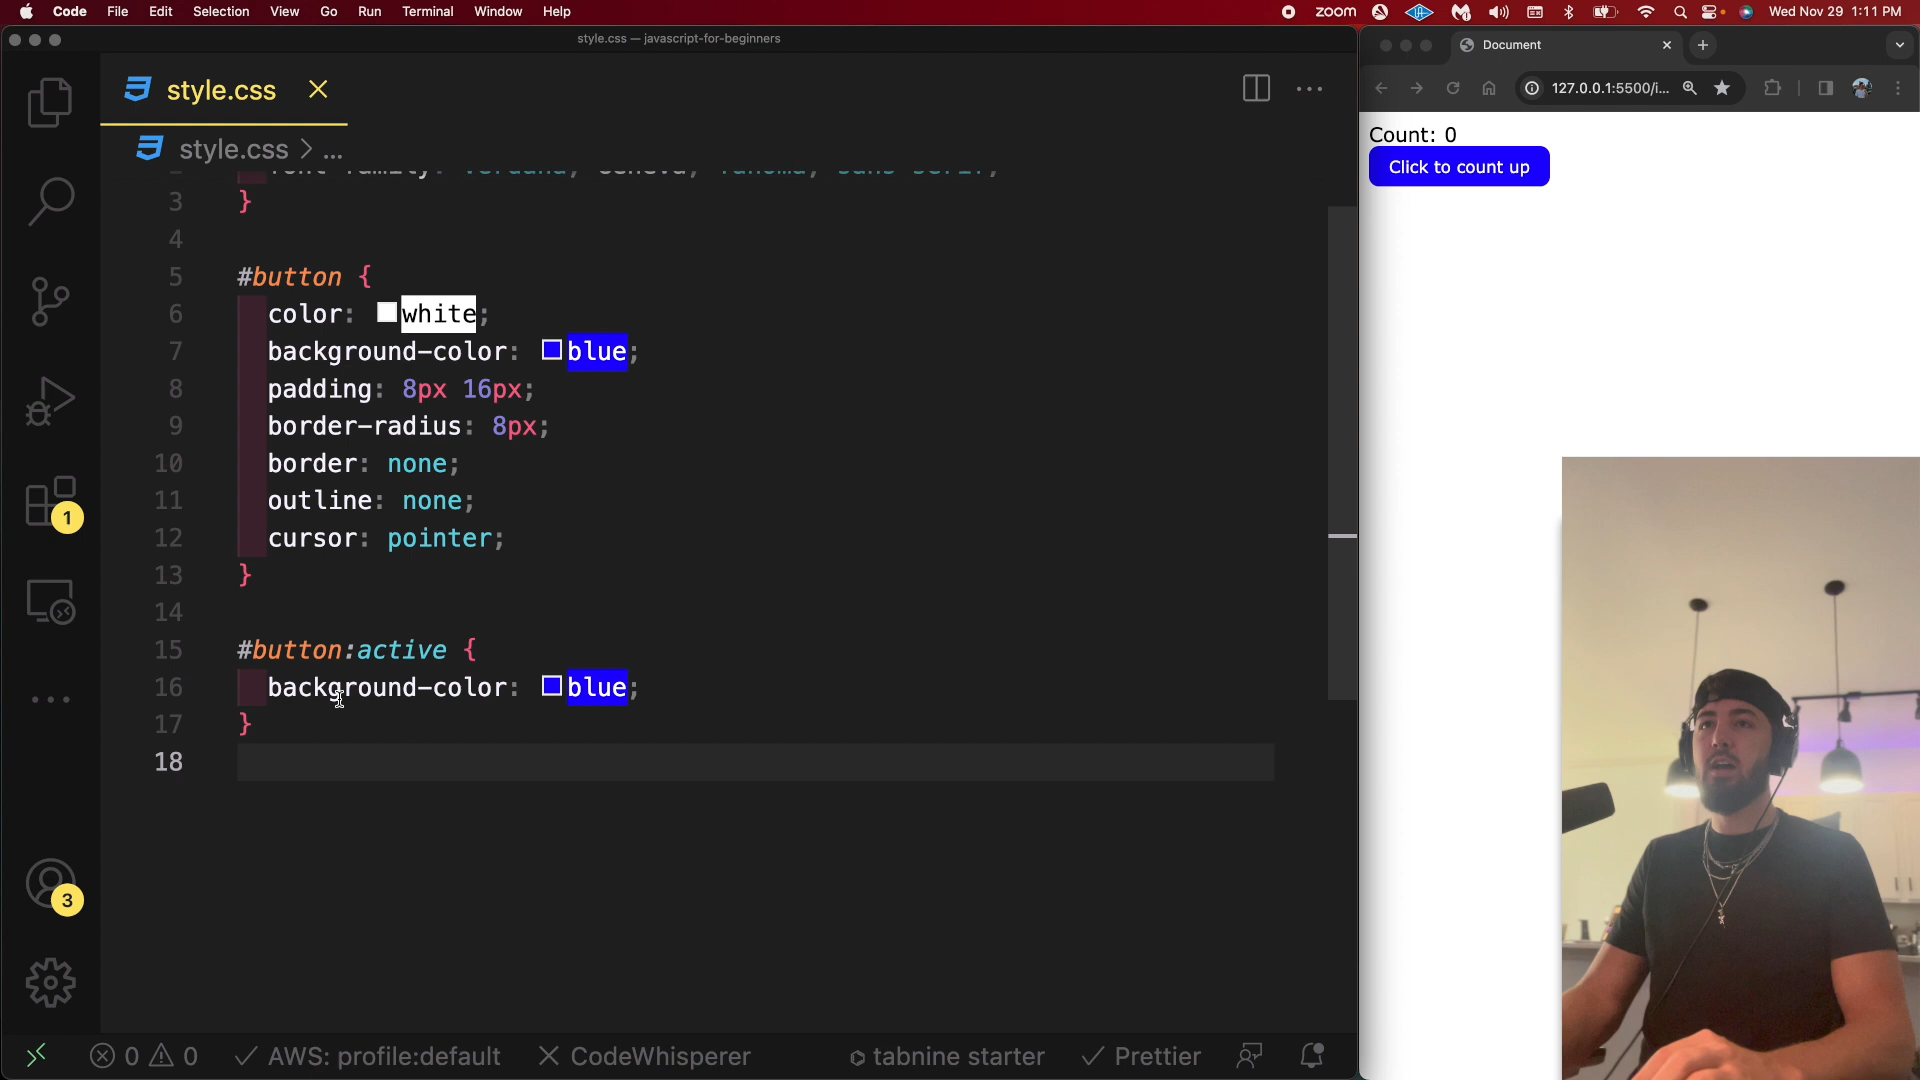 Code File Edit Selection View Go Run Terminal Window Help
zoom
Wed Nov 29 1:11 PM
style.css — javascript-for-beginners
style.css
style.css > ...
3 }
4
5 #button {
6 color: white;
7 background-color: blue;
8 padding: 8px 16px;
9 border-radius: 8px;
10 border: none;
11 outline: none;
12 cursor: pointer;
13 }
14
15 #button:active {
16 background-color: blue;
17 }
18
1
3
0 0 AWS: profile:default CodeWhisperer tabnine starter Prettier
Document
127.0.0.1:5500/i...
Count: 0
Click to count up